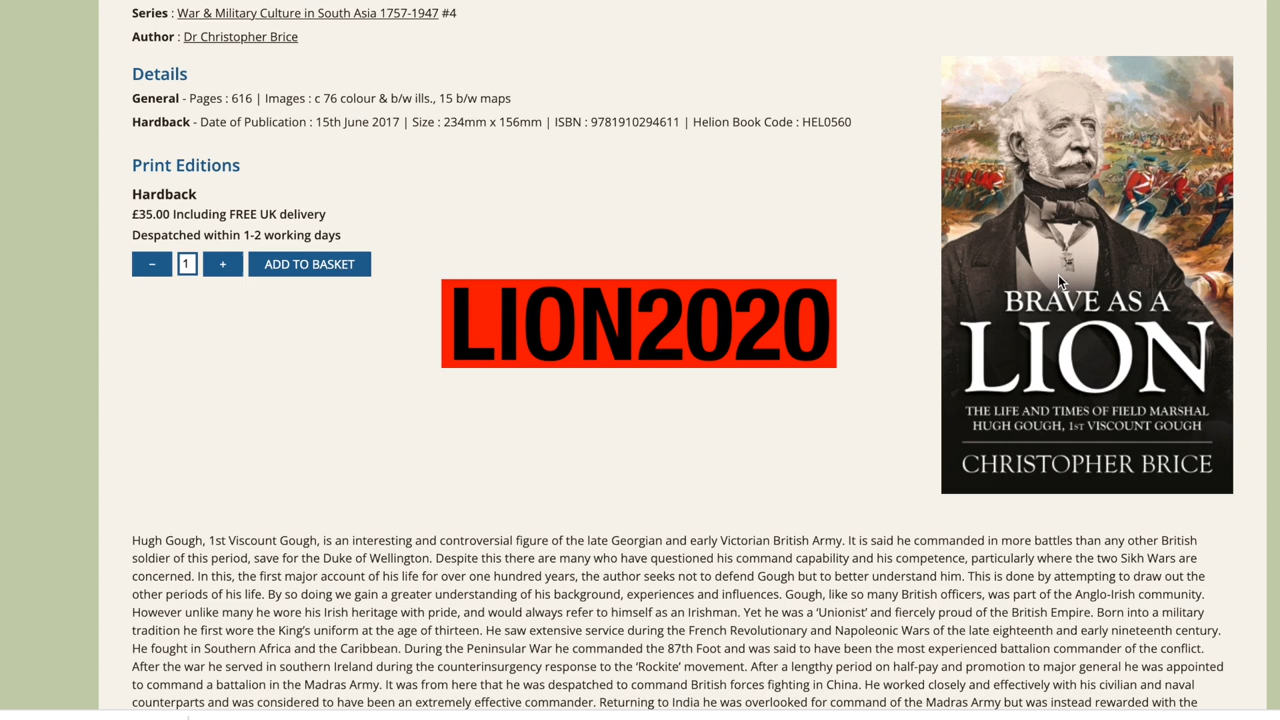 Series : War & Military Culture in South Asia 1757-1947 #4
Author : Dr Christopher Brice
Details
General - Pages : 616 | Images : c 76 colour & b/w ills., 15 b/w maps
Hardback - Date of Publication : 15th June 2017 | Size : 234mm x 156mm | ISBN : 9781910294611 | Helion Book Code : HEL0560
Print Editions
Hardback
£35.00 Including FREE UK delivery
Despatched within 1-2 working days
− 1 + ADD TO BASKET
LION2020
BRAVE AS A
LION
THE LIFE AND TIMES OF FIELD MARSHAL
HUGH GOUGH, 1ST VISCOUNT GOUGH
CHRISTOPHER BRICE
Hugh Gough, 1st Viscount Gough, is an interesting and controversial figure of the late Georgian and early Victorian British Army. It is said he commanded in more battles than any other British
soldier of this period, save for the Duke of Wellington. Despite this there are many who have questioned his command capability and his competence, particularly where the two Sikh Wars are
concerned. In this, the first major account of his life for over one hundred years, the author seeks not to defend Gough but to better understand him. This is done by attempting to draw out the
other periods of his life. By so doing we gain a greater understanding of his background, experiences and influences. Gough, like so many British officers, was part of the Anglo-Irish community.
However unlike many he wore his Irish heritage with pride, and would always refer to himself as an Irishman. Yet he was a ‘Unionist’ and fiercely proud of the British Empire. Born into a military
tradition he first wore the King’s uniform at the age of thirteen. He saw extensive service during the French Revolutionary and Napoleonic Wars of the late eighteenth and early nineteenth century.
He fought in Southern Africa and the Caribbean. During the Peninsular War he commanded the 87th Foot and was said to have been the most experienced battalion commander of the conflict.
After the war he served in southern Ireland during the counterinsurgency response to the ‘Rockite’ movement. After a lengthy period on half-pay and promotion to major general he was appointed
to command a battalion in the Madras Army. It was from here that he was despatched to command British forces fighting in China. He worked closely and effectively with his civilian and naval
counterparts and was considered to have been an extremely effective commander. Returning to India he was overlooked for command of the Madras Army but was instead rewarded with the